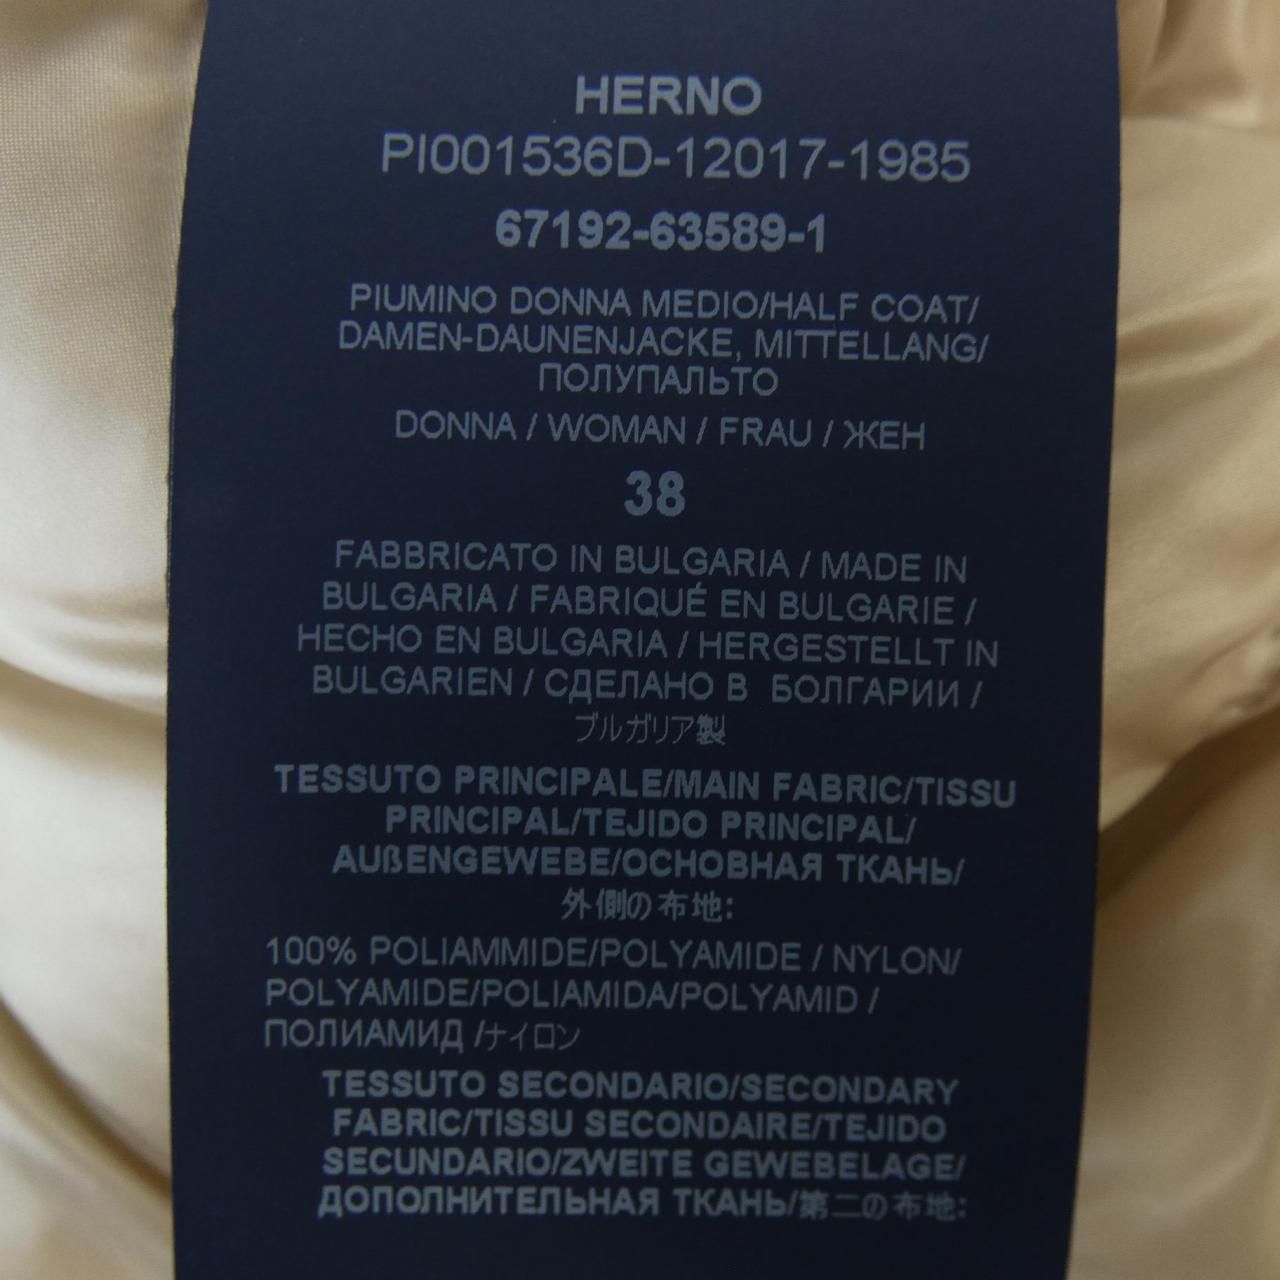 HERNO
PI001536D-12017-1985
67192-63589-1
PIUMINO DONNA MEDIO/HALF COAT/
DAMEN-DAUNENJACKE, MITTELLANG/
ПОЛУПАЛЬТО
DONNA / WOMAN / FRAU / ЖЕН
38
FABBRICATO IN BULGARIA / MADE IN
BULGARIA / FABRIQUÉ EN BULGARIE /
HECHO EN BULGARIA / HERGESTELLT IN
BULGARIEN / СДЕЛАНО В БОЛГАРИИ /
ブルガリア製
TESSUTO PRINCIPALE/MAIN FABRIC/TISSU
PRINCIPAL/TEJIDO PRINCIPAL/
AUßENGEWEBE/ОСНОВНАЯ ТКАНЬ/
外側の布地:
100% POLIAMMIDE/POLYAMIDE / NYLON/
POLYAMIDE/POLIAMIDA/POLYAMID /
ПОЛИАМИД /ナイロン
TESSUTO SECONDARIO/SECONDARY
FABRIC/TISSU SECONDAIRE/TEJIDO
SECUNDARIO/ZWEITE GEWEBELAGE/
ДОПОЛНИТЕЛЬНАЯ ТКАНЬ/第二の布地: